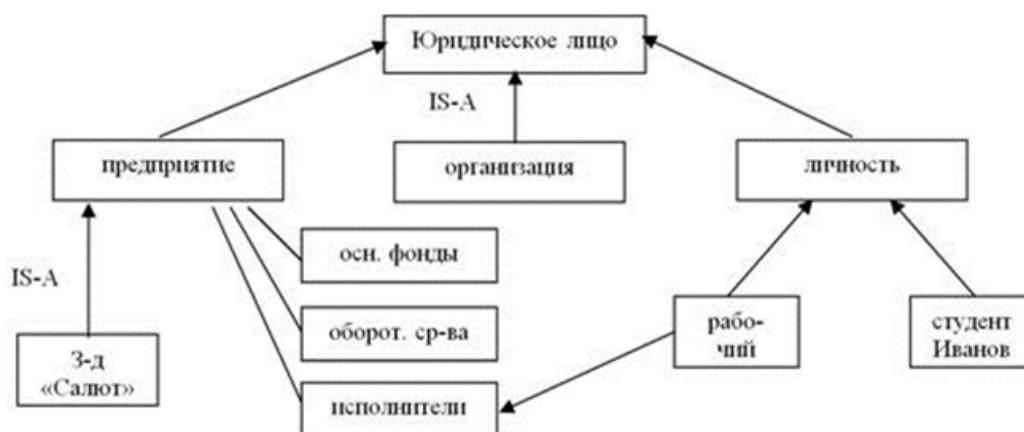 Юридическое лицо
IS-A
предприятие
организация
личность
осн. фонды
IS-A
оборот. ср-ва
рабо-
чий
студент
Иванов
З-д
«Салют»
исполнители